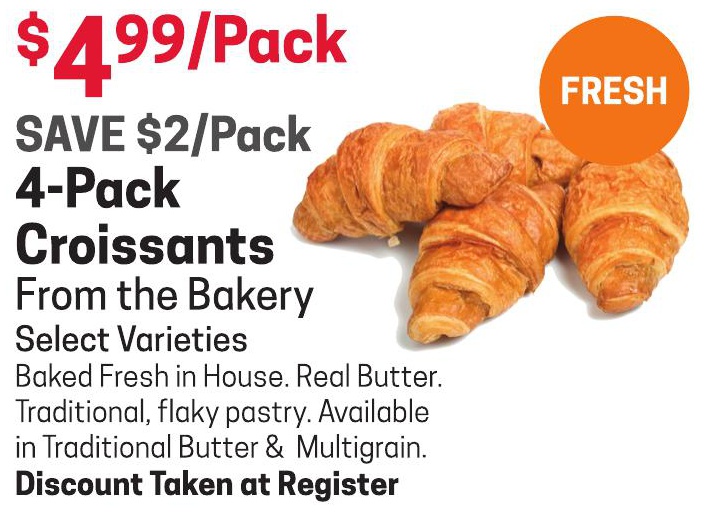 $4.99/Pack
FRESH
SAVE $2/Pack
4-Pack
Croissants
From the Bakery
Select Varieties
Baked Fresh in House. Real Butter.
Traditional, flaky pastry. Available
in Traditional Butter & Multigrain.
Discount Taken at Register